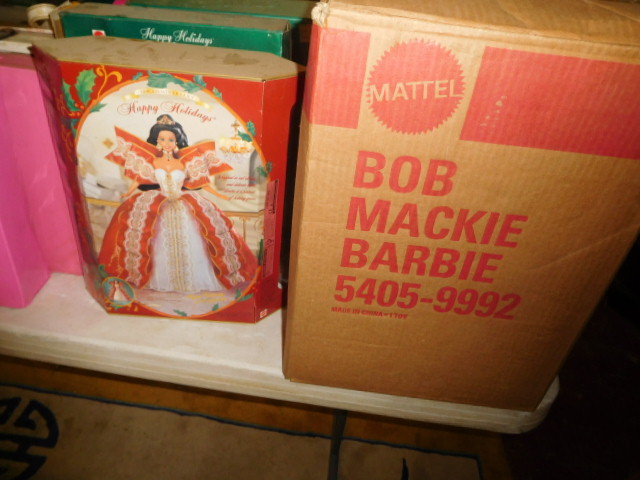 Happy Holidays
Happy Holidays
MATTEL
BOB
MACKIE
BARBIE
5405-9992
MADE IN CHINA